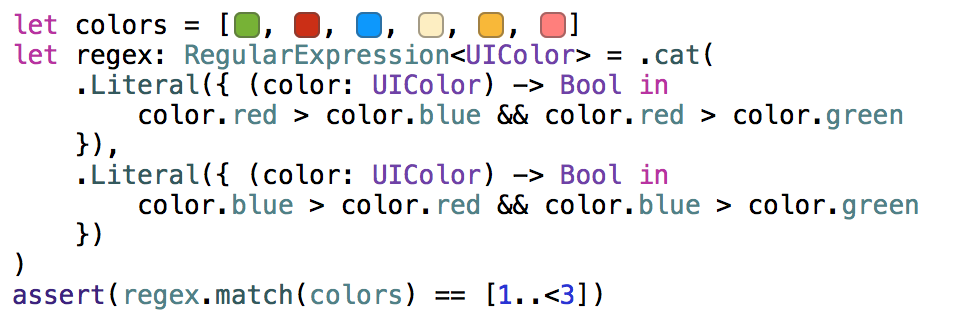 let colors = [, , , , , ]
let regex: RegularExpression<UIColor> = .cat(
    .Literal({ (color: UIColor) -> Bool in
        color.red > color.blue && color.red > color.green
    }),
    .Literal({ (color: UIColor) -> Bool in
        color.blue > color.red && color.blue > color.green
    })
)
assert(regex.match(colors) == [1..<3])